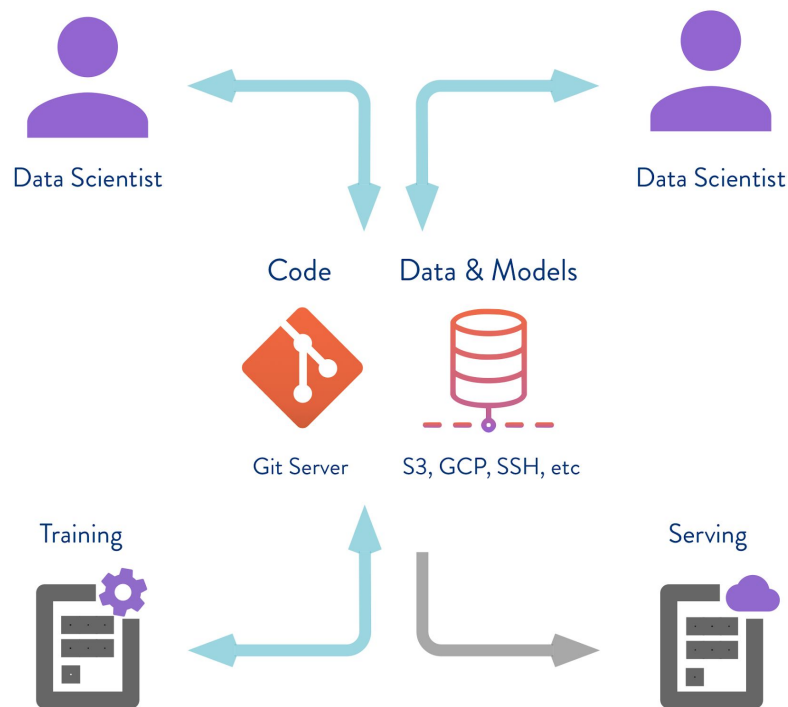 Data Scientist
Data Scientist
Code
Data & Models
Git Server
S3, GCP, SSH, etc
Training
Serving